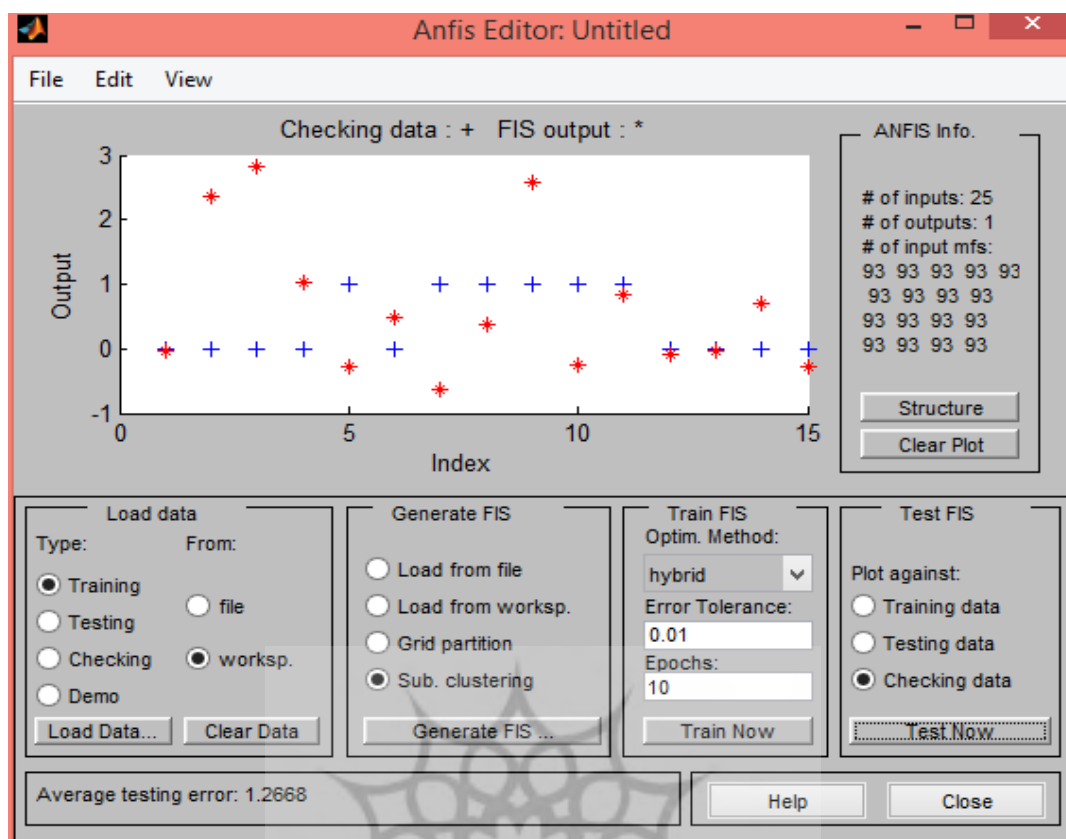 Anfis Editor: Untitled
File Edit View
Checking data : + FIS output : *
3
2
1
0
-1
Output
0 5 10 15
Index
ANFIS Info.
# of inputs: 25
# of outputs: 1
# of input mfs:
93 93 93 93 93
93 93 93 93
93 93 93 93
93 93 93 93
Structure
Clear Plot
Load data
Type: From:
Training
Testing
Checking
Demo
file
worksp.
Load Data... Clear Data
Generate FIS
Load from file
Load from worksp.
Grid partition
Sub. clustering
Generate FIS ...
Train FIS
Optim. Method:
hybrid
Error Tolerance:
0.01
Epochs:
10
Train Now
Test FIS
Plot against:
Training data
Testing data
Checking data
Test Now
Average testing error: 1.2668
Help Close